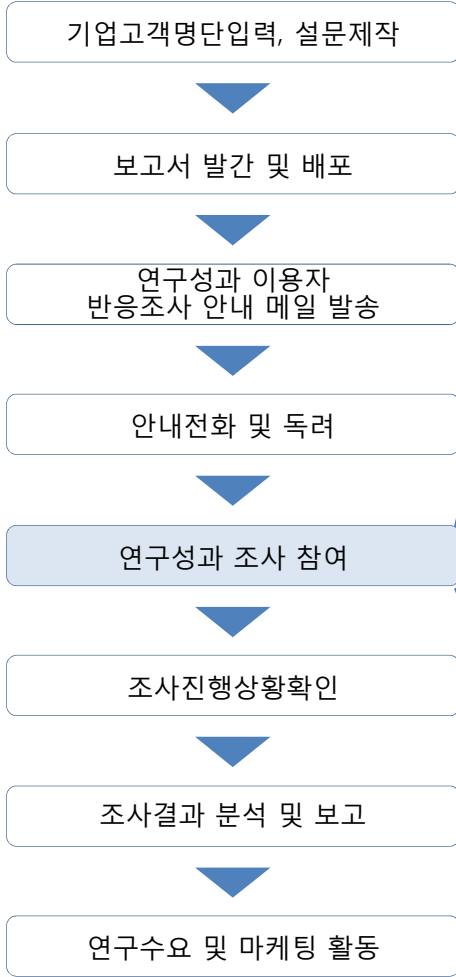 기업고객명단입력, 설문제작
보고서 발간 및 배포
연구성과 이용자
반응조사 안내 메일 발송
안내전화 및 독려
연구성과 조사 참여
조사진행상황확인
조사결과 분석 및 보고
연구수요 및 마케팅 활동